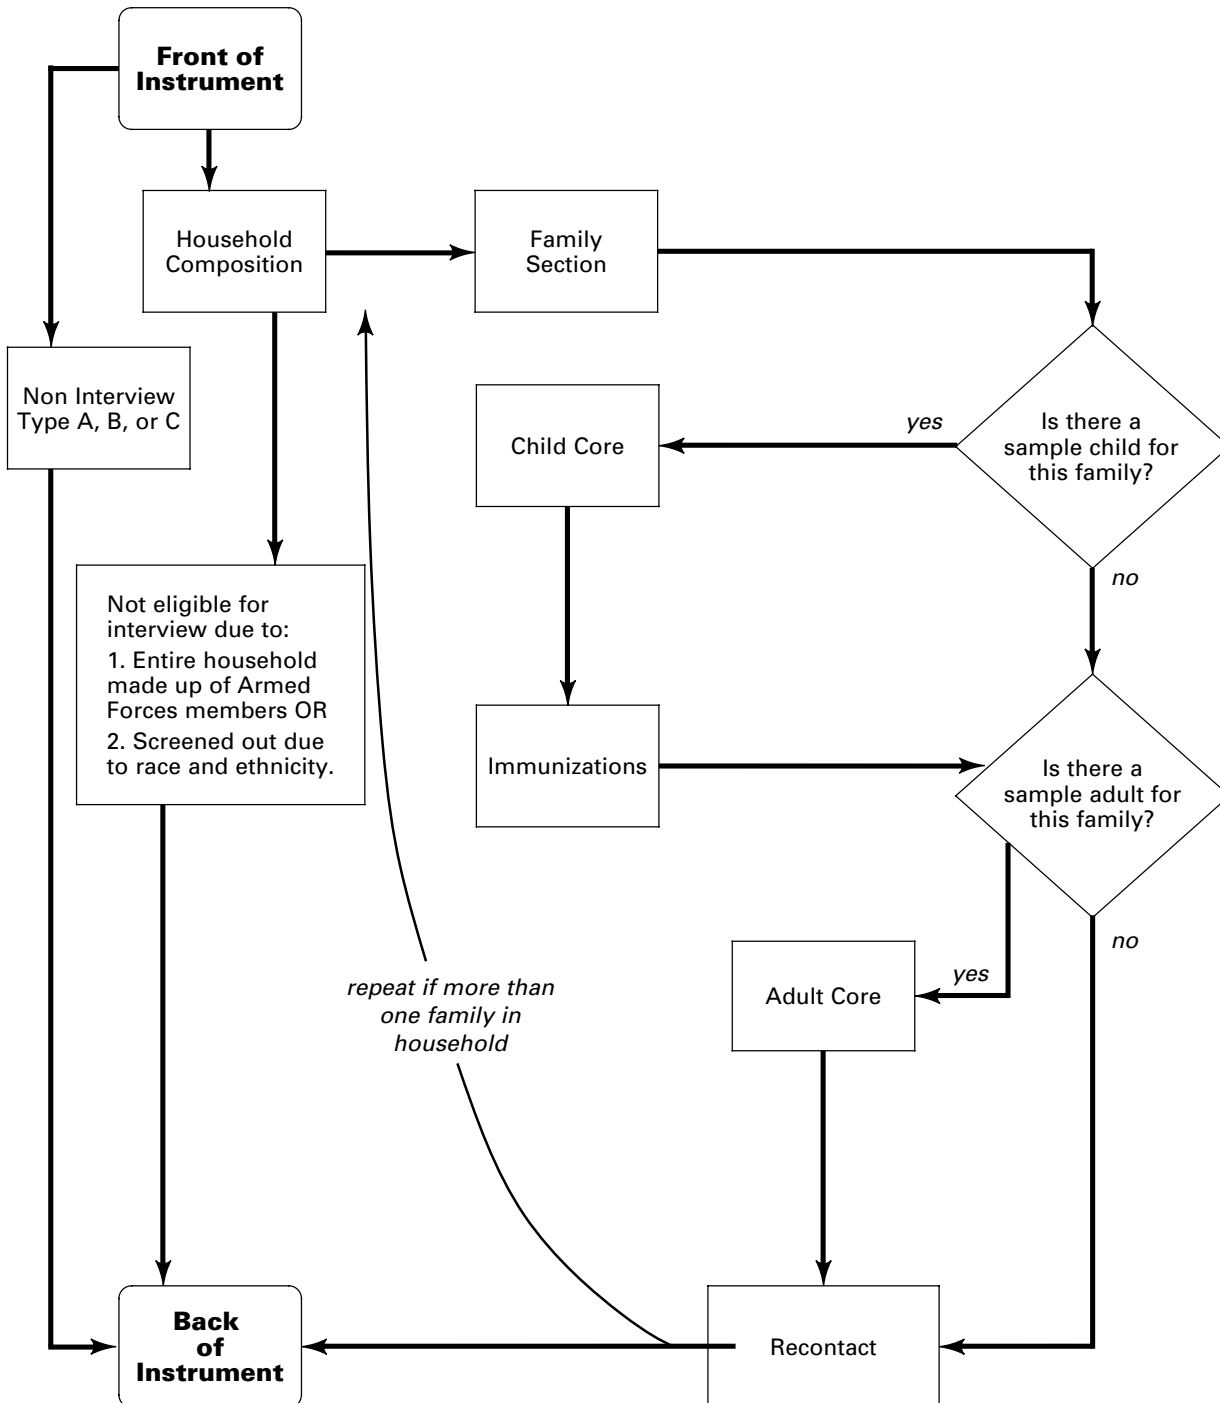 Front of
Instrument
Household
Composition
Family
Section
Non Interview
Type A, B, or C
Child Core
yes
Is there a
sample child for
this family?
no
Not eligible for
interview due to:
1. Entire household
made up of Armed
Forces members OR
2. Screened out due
to race and ethnicity.
Immunizations
Is there a
sample adult for
this family?
no
yes
Adult Core
repeat if more than
one family in
household
Back
of
Instrument
Recontact